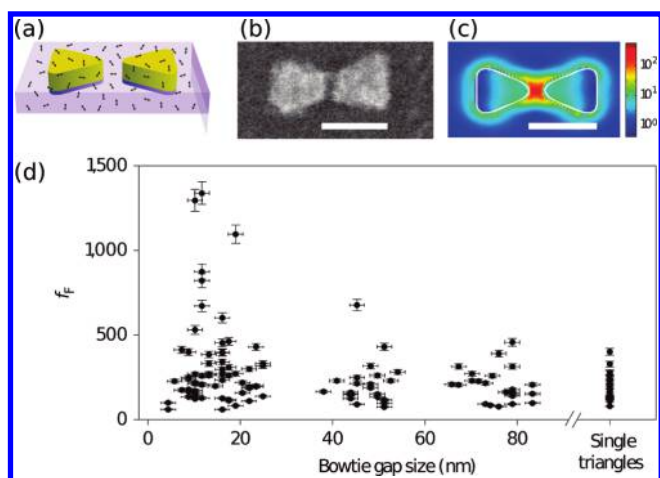 (a)
(b)
(c)
10²
10¹
10⁰
(d)
1,500
1,000
500
0
fF
0 20 40 60 80 Single triangles
Bowtie gap size (nm)